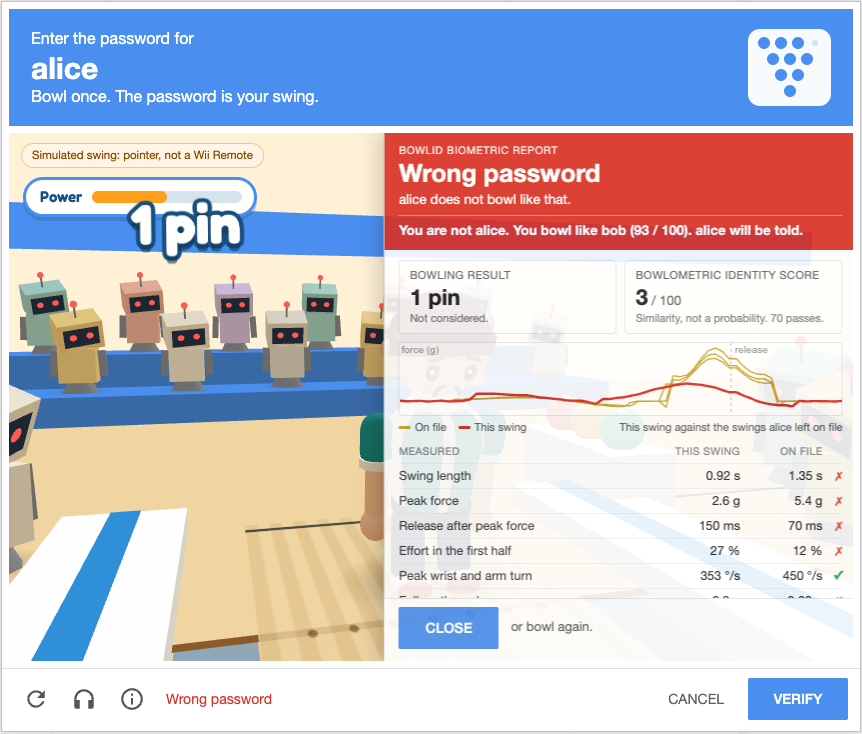 Enter the password for
alice
Bowl once. The password is your swing.
Simulated swing: pointer, not a Wii Remote
Power
1 pin
BOWLID BIOMETRIC REPORT
Wrong password
alice does not bowl like that.
You are not alice. You bowl like bob (93 / 100). alice will be told.
BOWLING RESULT
1 pin
Not considered.
BOWLOMETRIC IDENTITY SCORE
3 / 100
Similarity, not a probability. 70 passes.
force (g)
release
On file This swing This swing against the swings alice left on file
MEASURED THIS SWING ON FILE
Swing length 0.92 s 1.35 s ✗
Peak force 2.6 g 5.4 g ✗
Release after peak force 150 ms 70 ms ✗
Effort in the first half 27 % 12 % ✗
Peak wrist and arm turn 353 °/s 450 °/s ✓
CLOSE or bowl again.
Wrong password CANCEL VERIFY